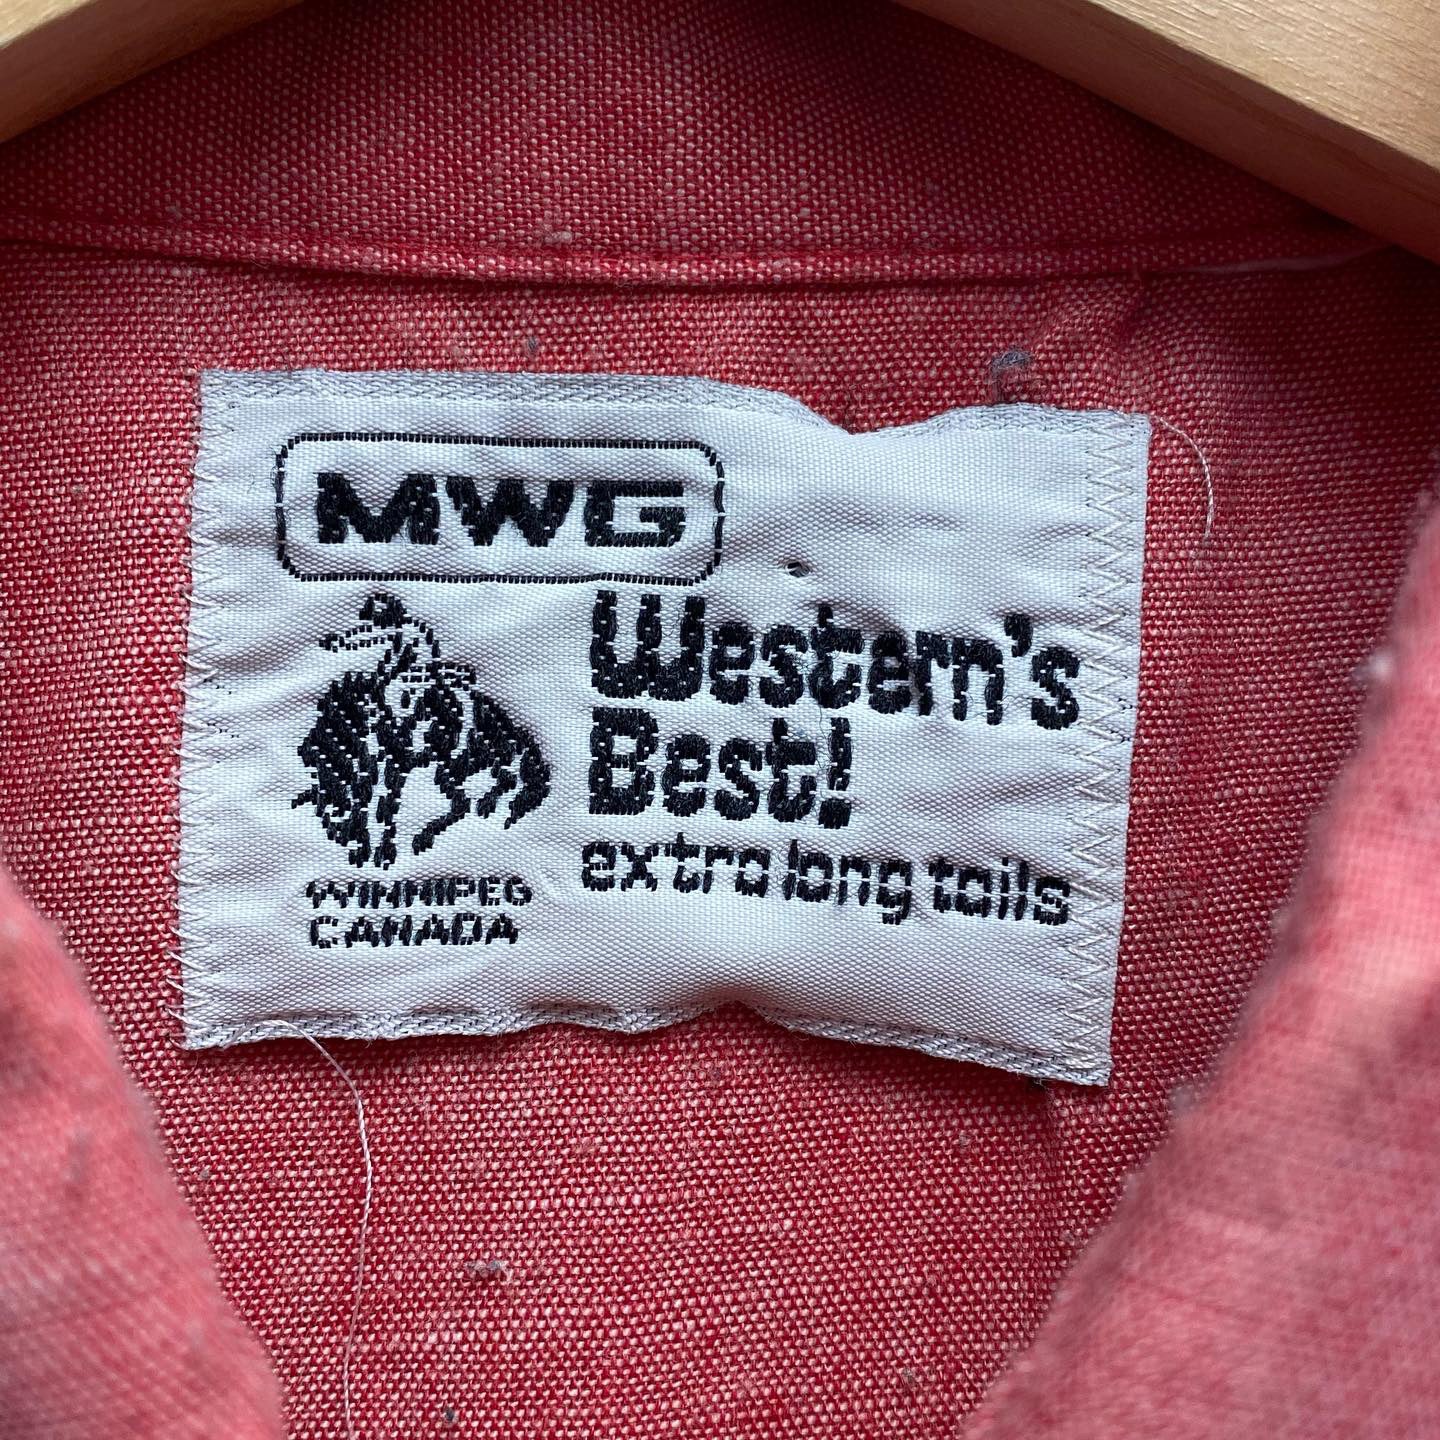 MWG
Western's
Best!
extra long tails
WINNIPEG
CANADA